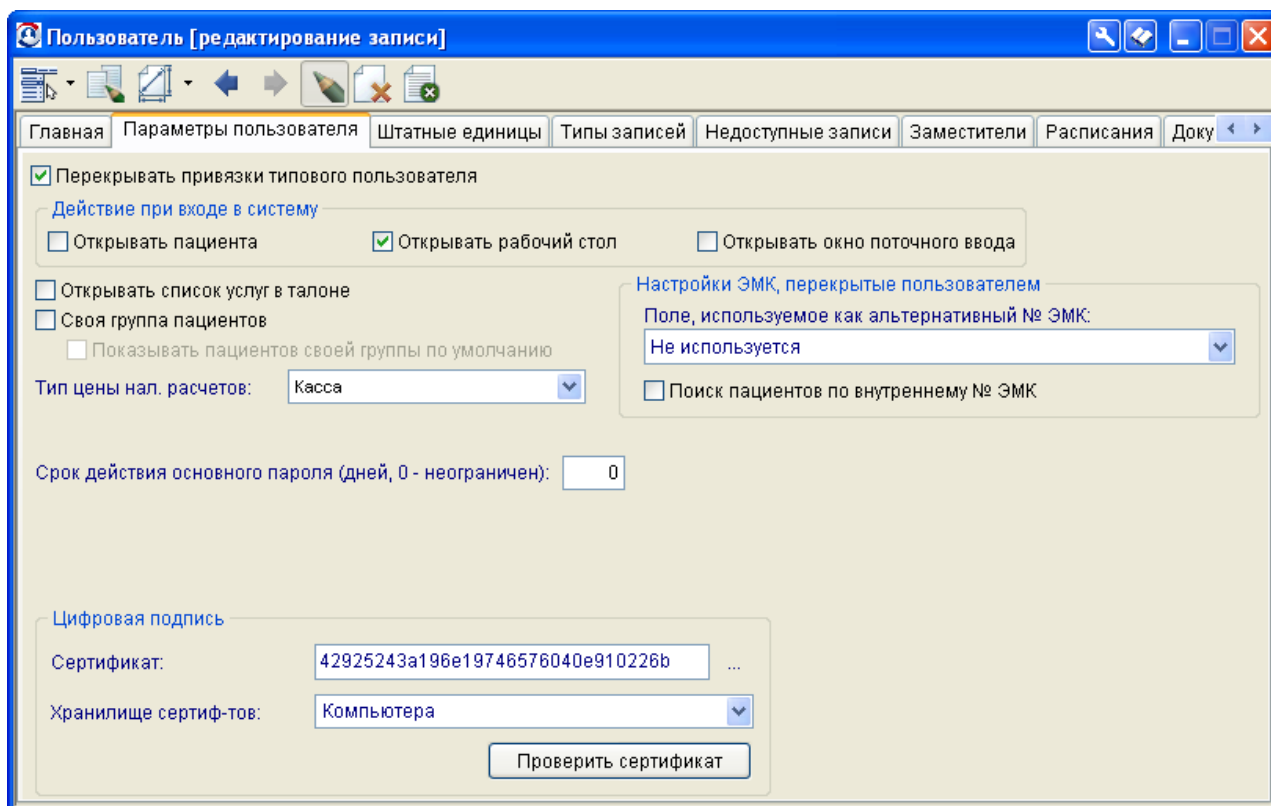 Пользователь [редактирование записи]
Главная Параметры пользователя Штатные единицы Типы записей Недоступные записи Заместители Расписания Доку
Перекрывать привязки типового пользователя
Действие при входе в систему
Открывать пациента Открывать рабочий стол Открывать окно поточного ввода
Открывать список услуг в талоне
Своя группа пациентов
Показывать пациентов своей группы по умолчанию
Тип цены нал. расчетов: Касса
Настройки ЭМК, перекрытые пользователем
Поле, используемое как альтернативный № ЭМК:
Не используется
Поиск пациентов по внутреннему № ЭМК
Срок действия основного пароля (дней, 0 - неограничен): 0
Цифровая подпись
Сертификат: 42925243a196e19746576040e910226b ...
Хранилище сертиф-тов: Компьютера
Проверить сертификат